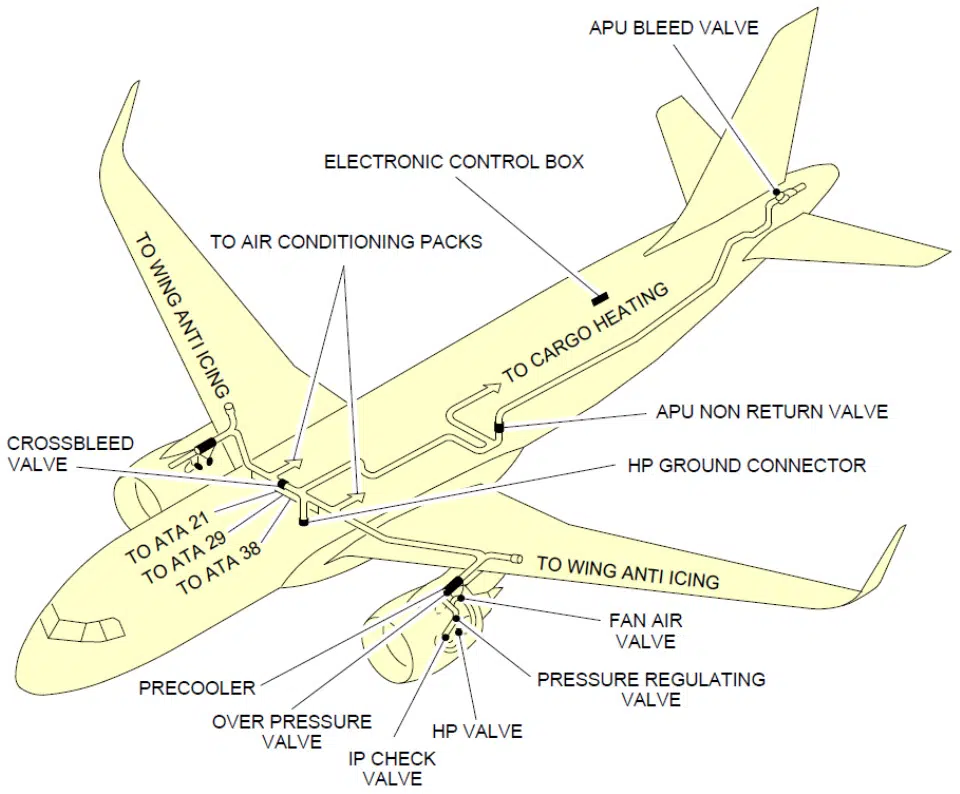 APU BLEED VALVE
ELECTRONIC CONTROL BOX
TO AIR CONDITIONING PACKS
TO WING ANTI ICING
TO CARGO HEATING
APU NON RETURN VALVE
CROSSBLEED
VALVE
HP GROUND CONNECTOR
TO ATA 21
TO ATA 29
TO ATA 38
TO WING ANTI ICING
FAN AIR
VALVE
PRESSURE REGULATING
VALVE
PRECOOLER
OVER PRESSURE
VALVE
HP VALVE
IP CHECK
VALVE